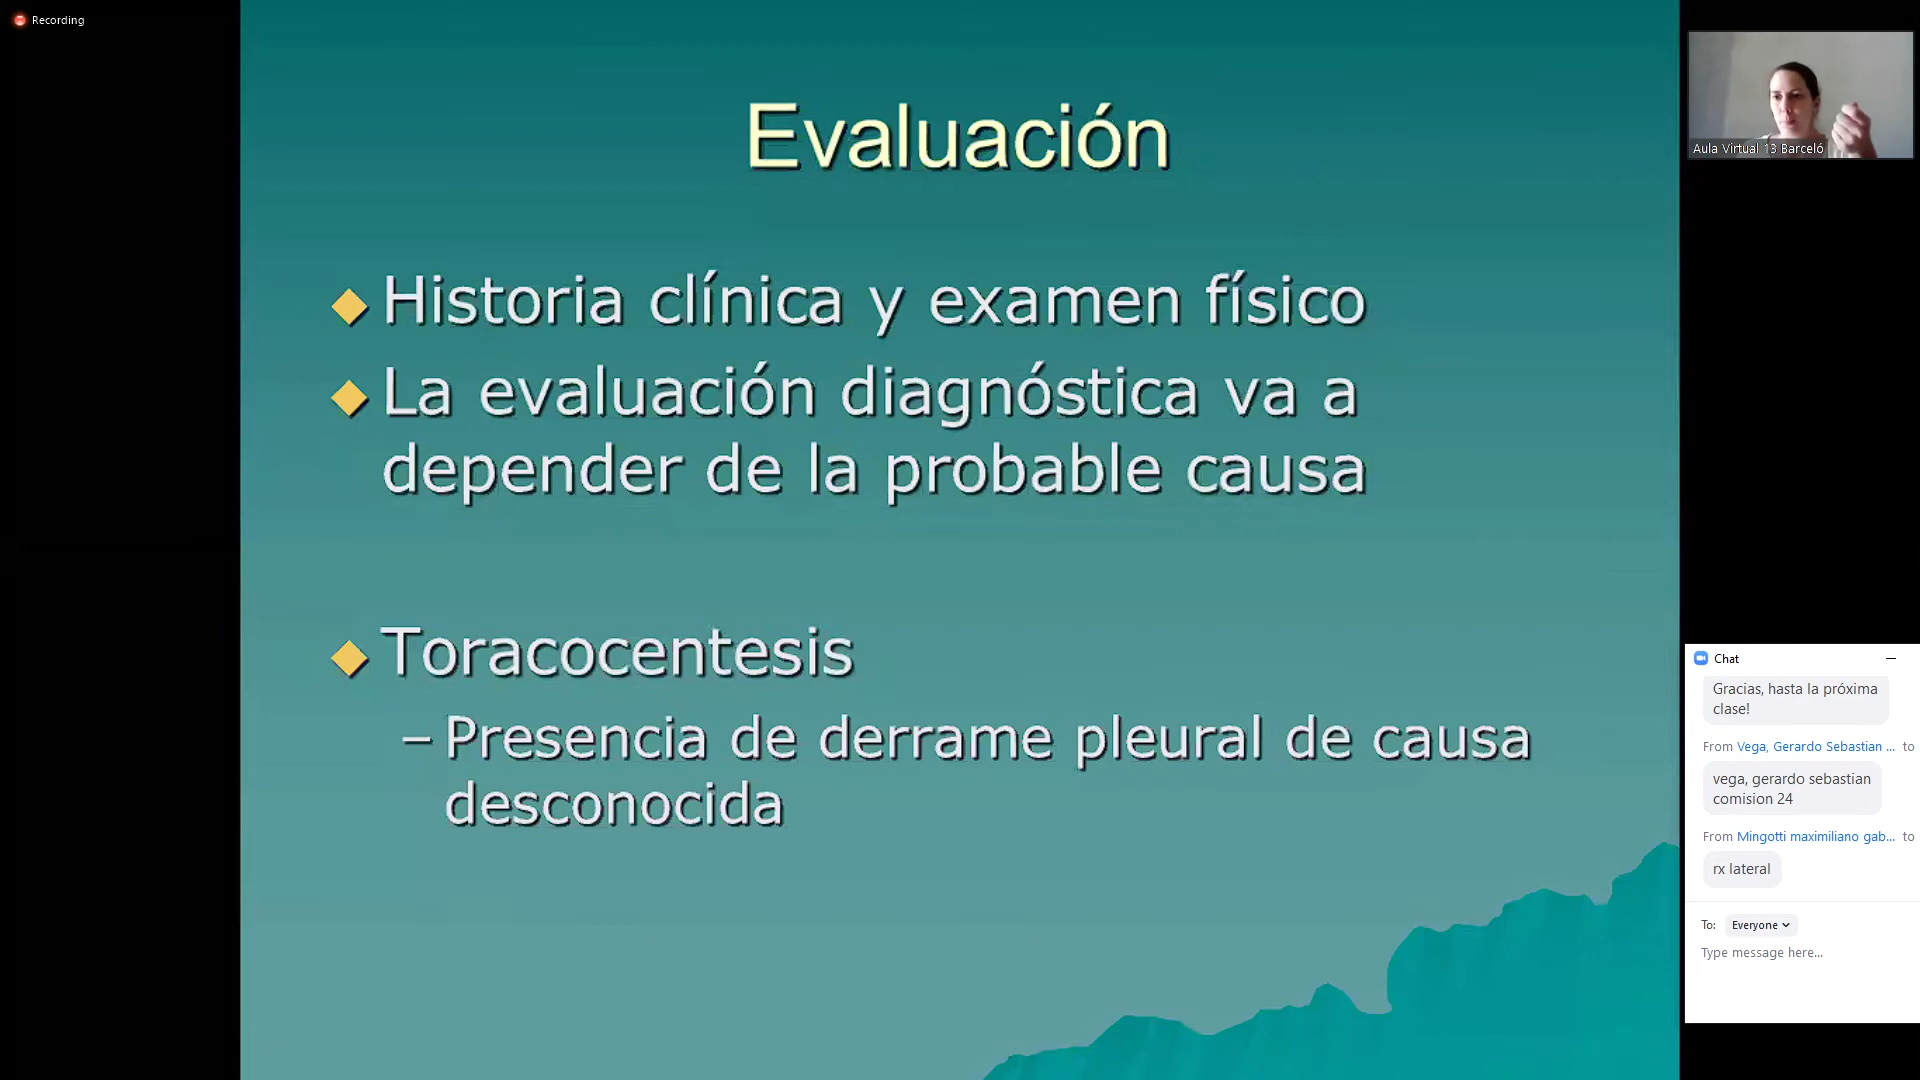 Recording
Evaluación
Historia clínica y examen físico
La evaluación diagnóstica va a
depender de la probable causa
Toracocentesis
– Presencia de derrame pleural de causa
desconocida
Aula Virtual 13 Barceló
Chat
Gracias, hasta la próxima
clase!
From Vega, Gerardo Sebastian ... to
vega, gerardo sebastian
comision 24
From Mingotti maximiliano gab... to
rx lateral
To: Everyone
Type message here...